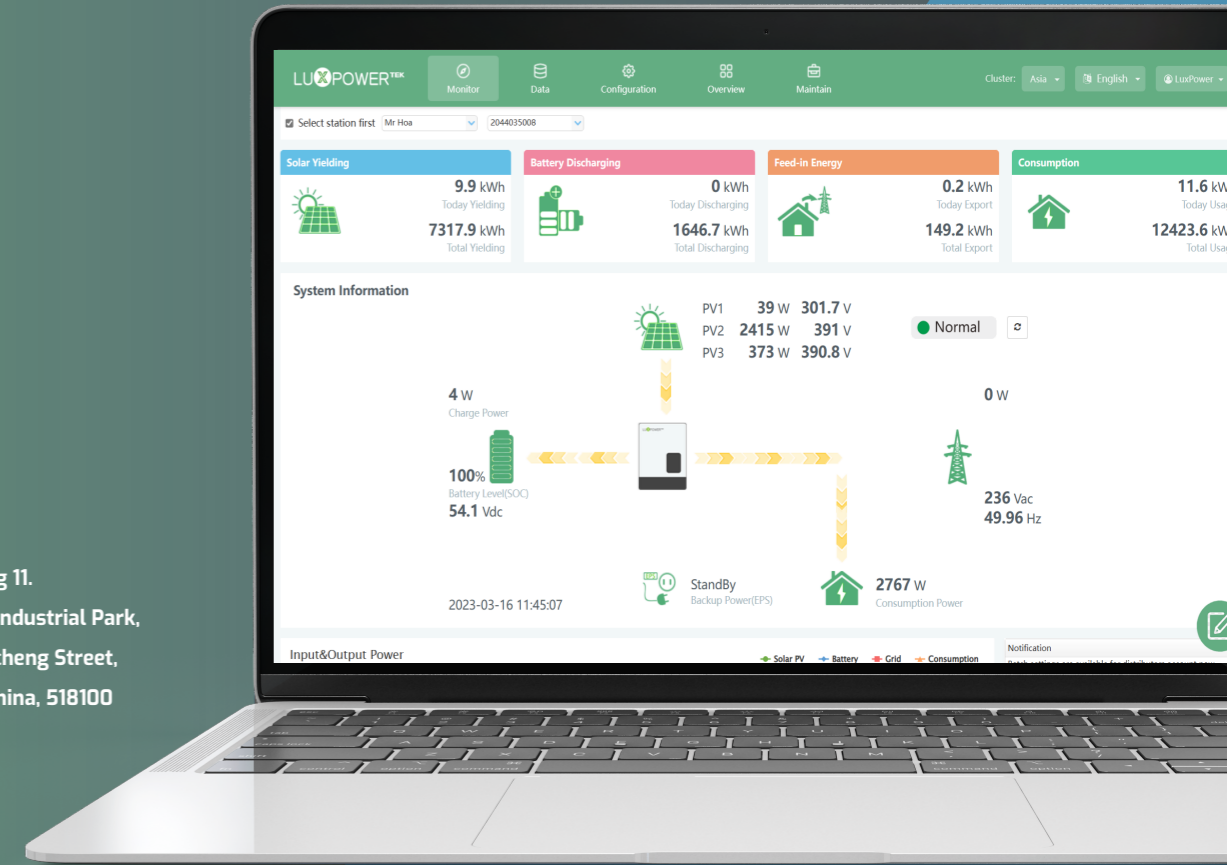 LUXPOWERTEK
Monitor
Data
Configuration
Overview
Maintain
Cluster: Asia
English
LuxPower
Select station first Mr Hoa 2044035008
Solar Yielding
9.9 kWh
Today Yielding
7317.9 kWh
Total Yielding
Battery Discharging
0 kWh
Today Discharging
1646.7 kWh
Total Discharging
Feed-in Energy
0.2 kWh
Today Export
149.2 kWh
Total Export
Consumption
11.6 kW
Today Usa
12423.6 kW
Total Usa
System Information
PV1 39 W 301.7 V
PV2 2415 W 391 V
PV3 373 W 390.8 V
Normal
4 W
Charge Power
100%
Battery Level(SOC)
54.1 Vdc
0 W
236 Vac
49.96 Hz
EPS
StandBy
Backup Power(EPS)
2767 W
Consumption Power
2023-03-16 11:45:07
Input&Output Power
Solar PV Battery Grid Consumption
Notification
g 11.
ndustrial Park,
heng Street,
ina, 518100